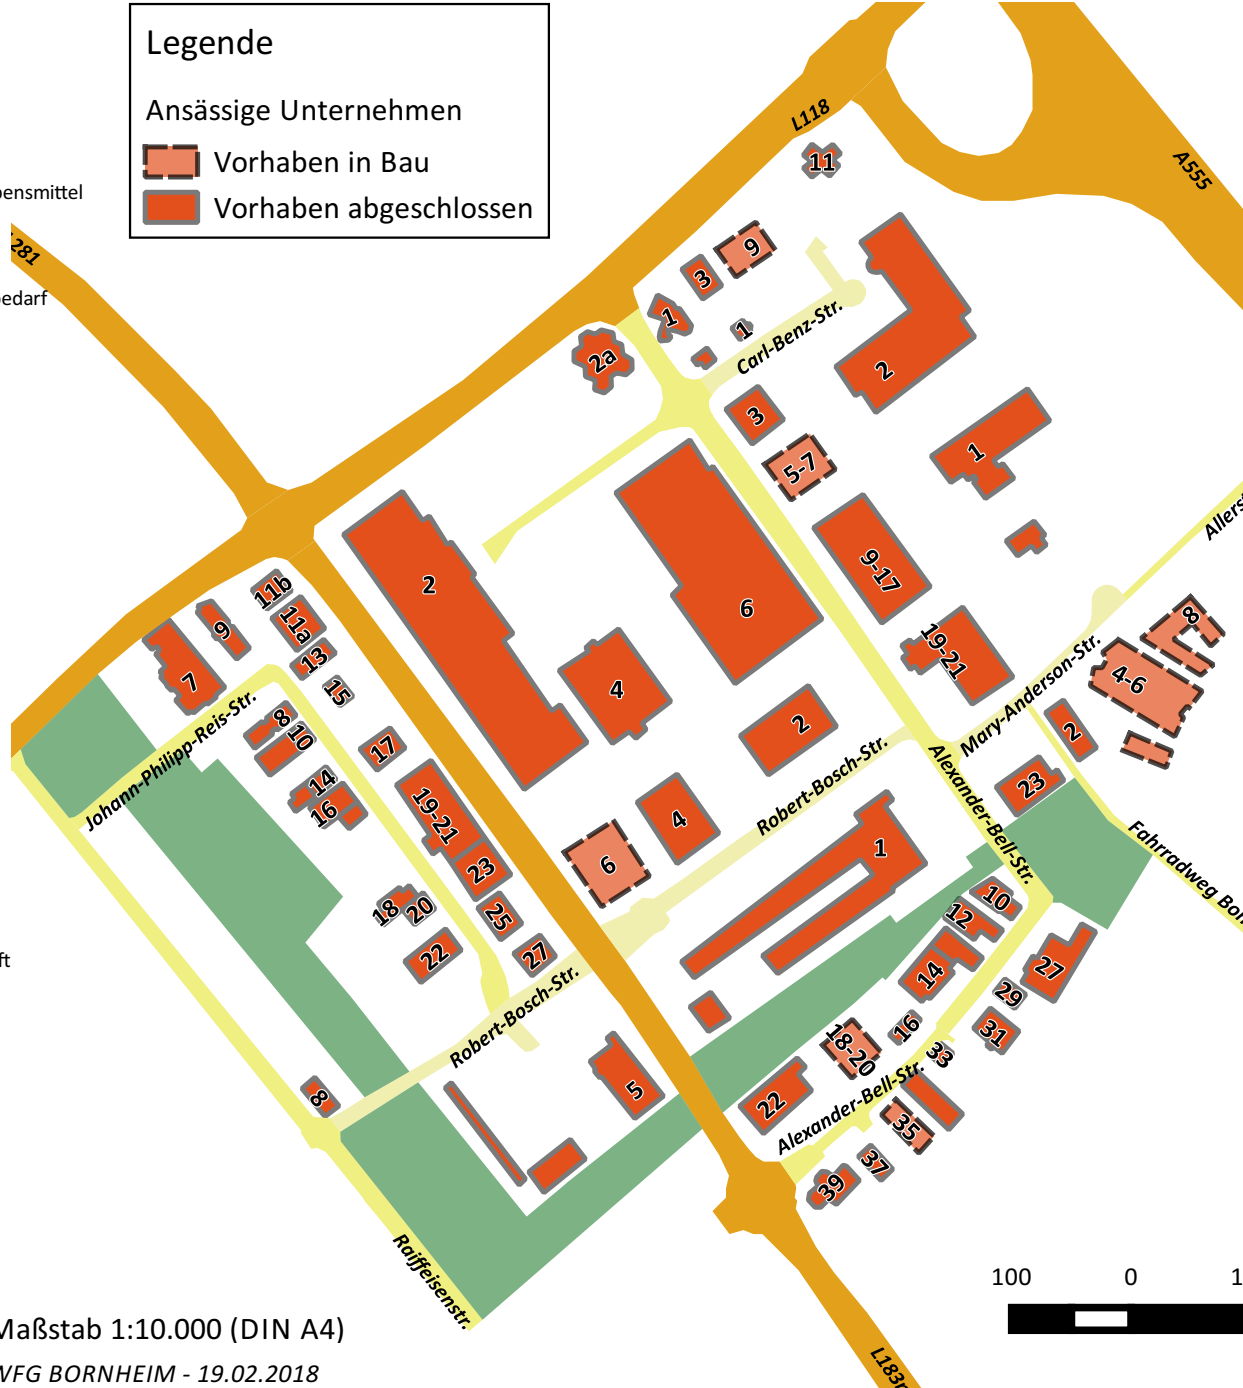 Legende
Ansässige Unternehmen
Vorhaben in Bau
Vorhaben abgeschlossen
L118
A555
11
9
3
1
1
2a
Carl-Benz-Str.
2
3
5-7
1
2
6
9-17
4
19-21
2
Mary-Anderson-Str.
8
4-6
2
23
11b
11a
9
13
7
15
Johann-Philipp-Reis-Str.
8
10
17
14
16
19-21
23
18
20
25
22
27
Robert-Bosch-Str.
4
6
1
Robert-Bosch-Str.
Alexander-Bell-Str.
10
12
14
27
29
16
31
18-20
33
22
Alexander-Bell-Str.
35
37
39
5
8
Raiffeisenstr.
Fahrradweg
100 0
Maßstab 1:10.000 (DIN A4)
WFG BORNHEIM - 19.02.2018